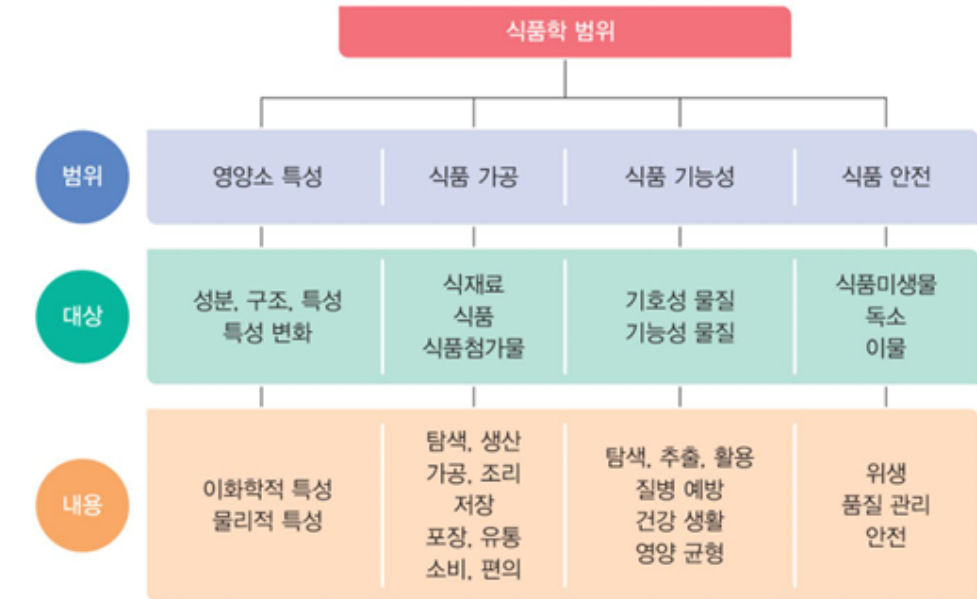 식품학 범위
범위
영양소 특성
식품 가공
식품 기능성
식품 안전
대상
성분, 구조, 특성
특성 변화
식재료
식품
식품첨가물
기호성 물질
기능성 물질
식품미생물
독소
이물
내용
이화학적 특성
물리적 특성
탐색, 생산
가공, 조리
저장
포장, 유통
소비, 편의
탐색, 추출, 활용
질병 예방
건강 생활
영양 균형
위생
품질 관리
안전